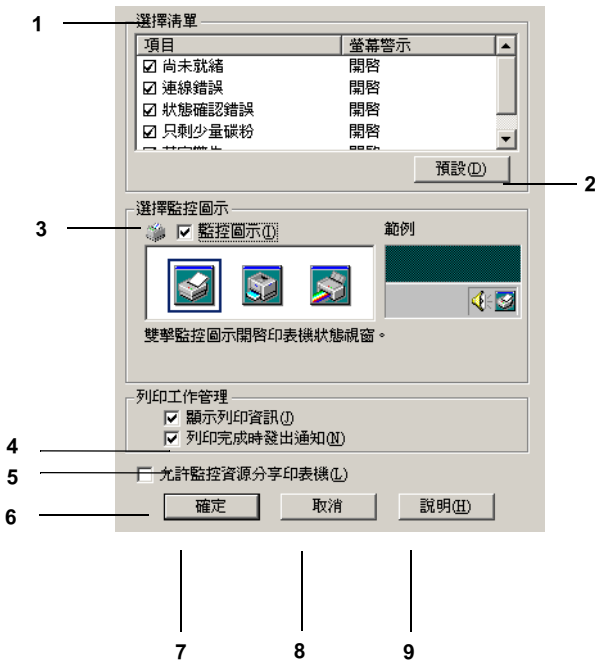 1
選擇清單
項目 螢幕警示
尚未就緒 開啓
連線錯誤 開啓
狀態確認錯誤 開啓
只剩少量碳粉 開啓
預設(D)
2
選擇監控圖示
3
監控圖示(I)
範例
雙擊監控圖示開啓印表機狀態視窗。
列印工作管理
顯示列印資訊(J)
列印完成時發出通知(N)
4
5
允許監控資源分享印表機(L)
6
確定 取消 說明(H)
7 8 9